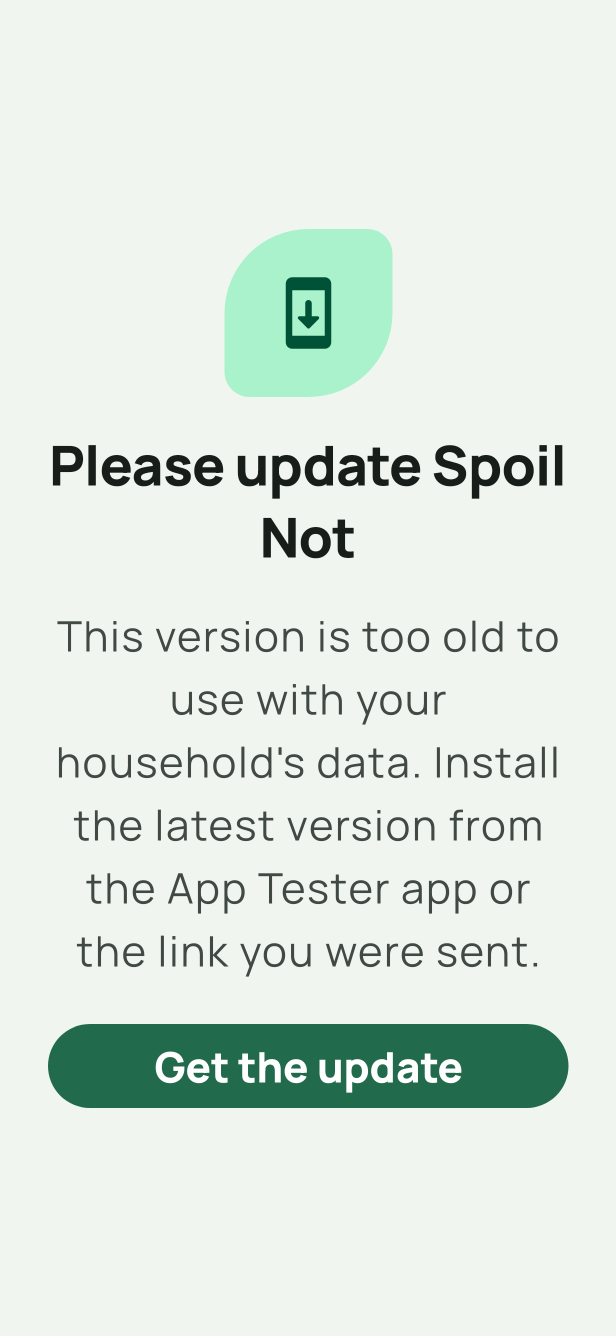 Please update Spoil
Not
This version is too old to
use with your
household's data. Install
the latest version from
the App Tester app or
the link you were sent.
Get the update